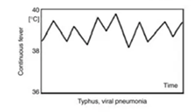 40
[°C]
38
36
Continuous fever
Time
Typhus, viral pneumonia